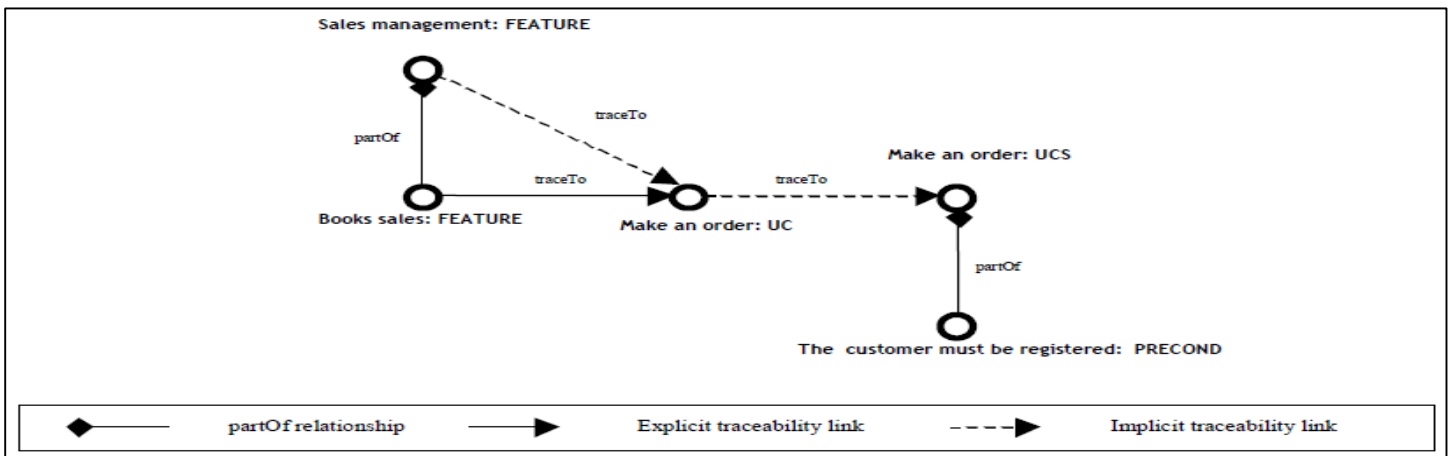 Sales management: FEATURE
traceTo
partOf
Make an order: UCS
traceTo
traceTo
Books sales: FEATURE
Make an order: UC
partOf
The customer must be registered: PRECOND
partOf relationship
Explicit traceability link
Implicit traceability link